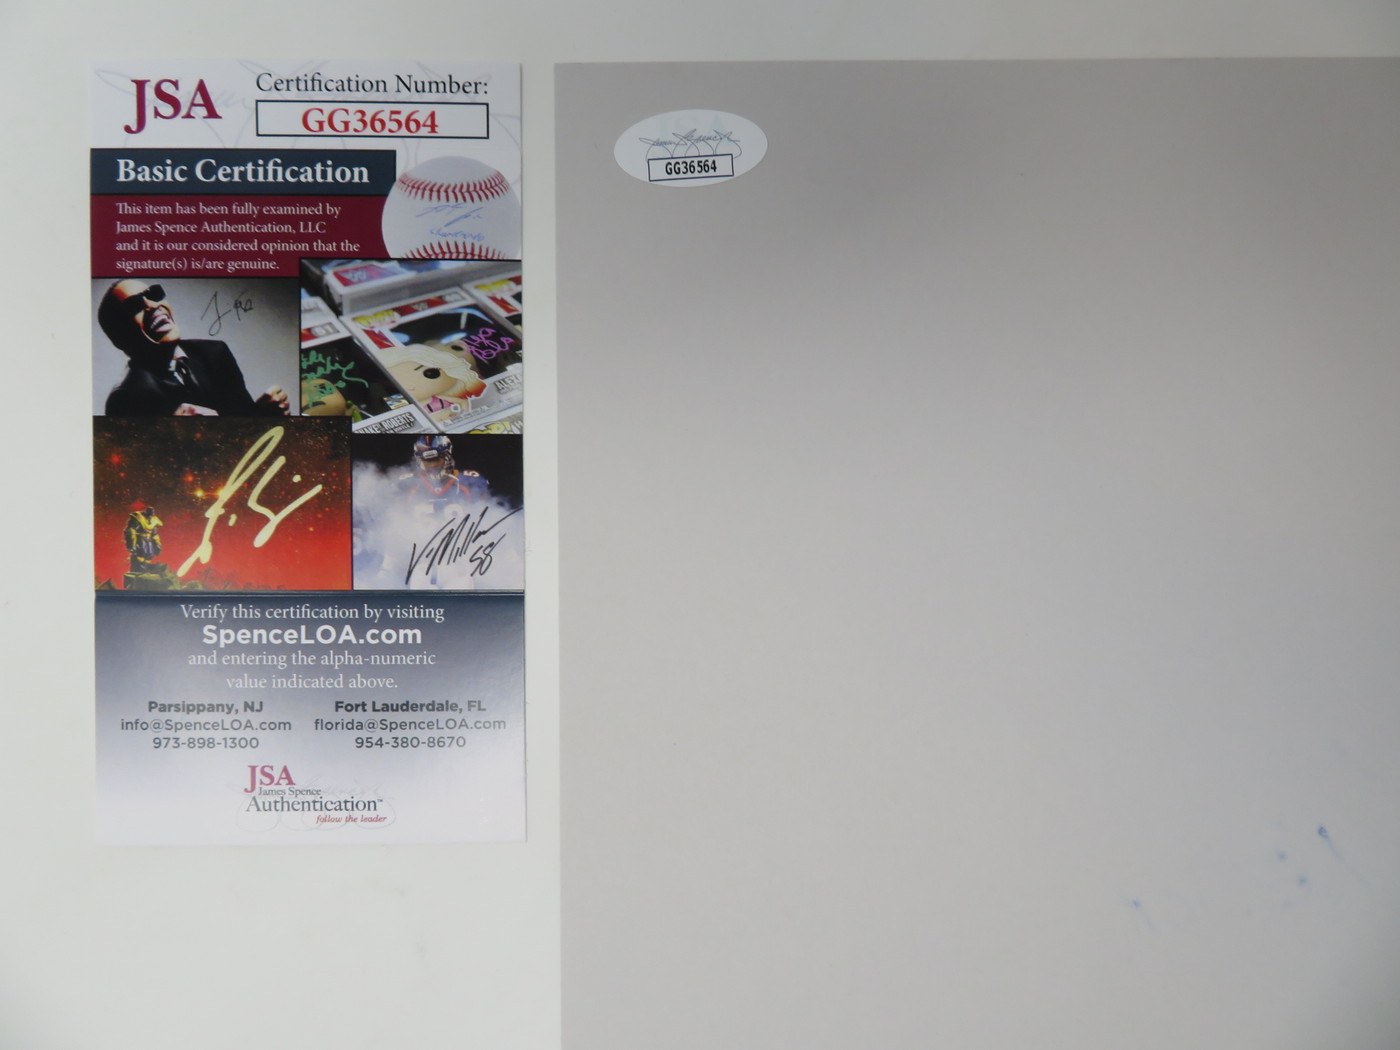 JSA
Certification Number:
GG36564
Basic Certification
This item has been fully examined by
James Spence Authentication, LLC
and it is our considered opinion that the
signature(s) is/are genuine.
Verify this certification by visiting
SpenceLOA.com
and entering the alpha-numeric
value indicated above.
Parsippany, NJ
info@SpenceLOA.com
973-898-1300
Fort Lauderdale, FL
florida@SpenceLOA.com
954-380-8670
JSA
James Spence
Authentication™
follow the leader
GG36564